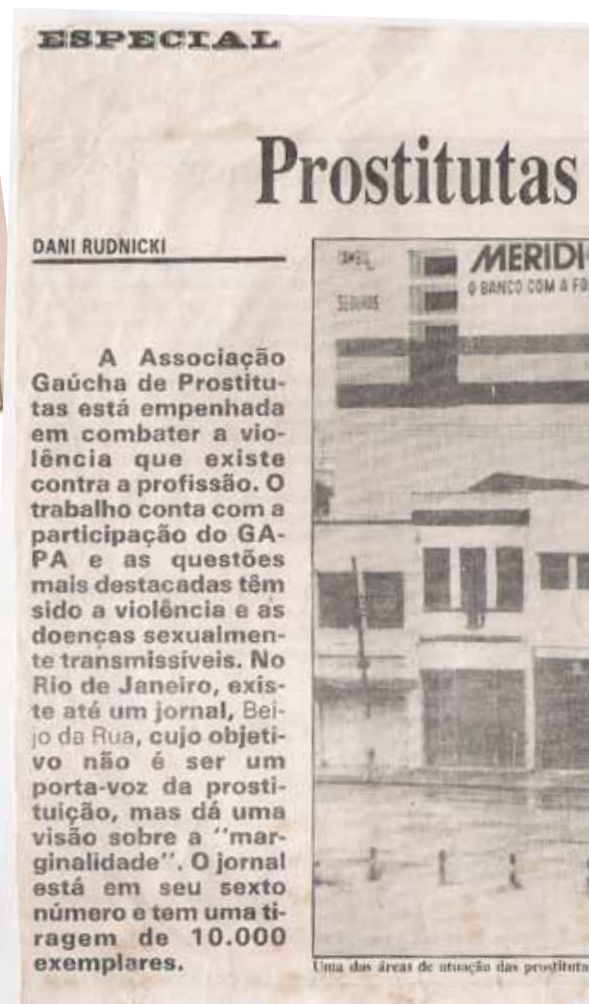 ESPECIAL
Prostitutas
DANI RUDNICKI
A Associação
Gaúcha de Prostitu-
tas está empenhada
em combater a vio-
lência que existe
contra a profissão. O
trabalho conta com a
participação do GA-
PA e as questões
mais destacadas têm
sido a violência e as
doenças sexualmen-
te transmissíveis. No
Rio de Janeiro, exis-
te até um jornal, Bei-
jo da Rua, cujo objeti-
vo não é ser um
porta-voz da prosti-
tuição, mas dá uma
visão sobre a "mar-
ginalidade". O jornal
está em seu sexto
número e tem uma ti-
ragem de 10.000
exemplares.
CAMBIO
SEGUROS
MERIDI
O BANCO COM A FO
Uma das áreas de atuação das prostituta